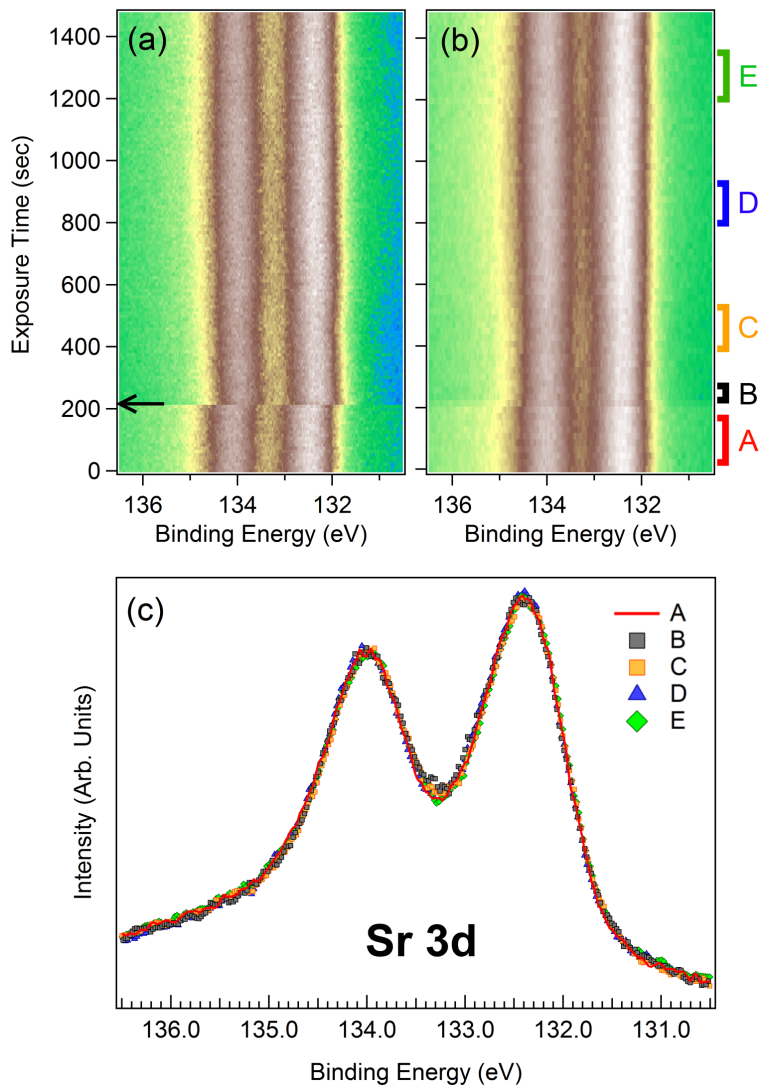 (a)
(b)
1400
1200
1000
800
600
400
200
0
Exposure Time (sec)
136
134
132
136
134
132
Binding Energy (eV)
Binding Energy (eV)
E
D
C
B
A
(c)
A
B
C
D
E
Intensity (Arb. Units)
Sr 3d
136.0
135.0
134.0
133.0
132.0
131.0
Binding Energy (eV)